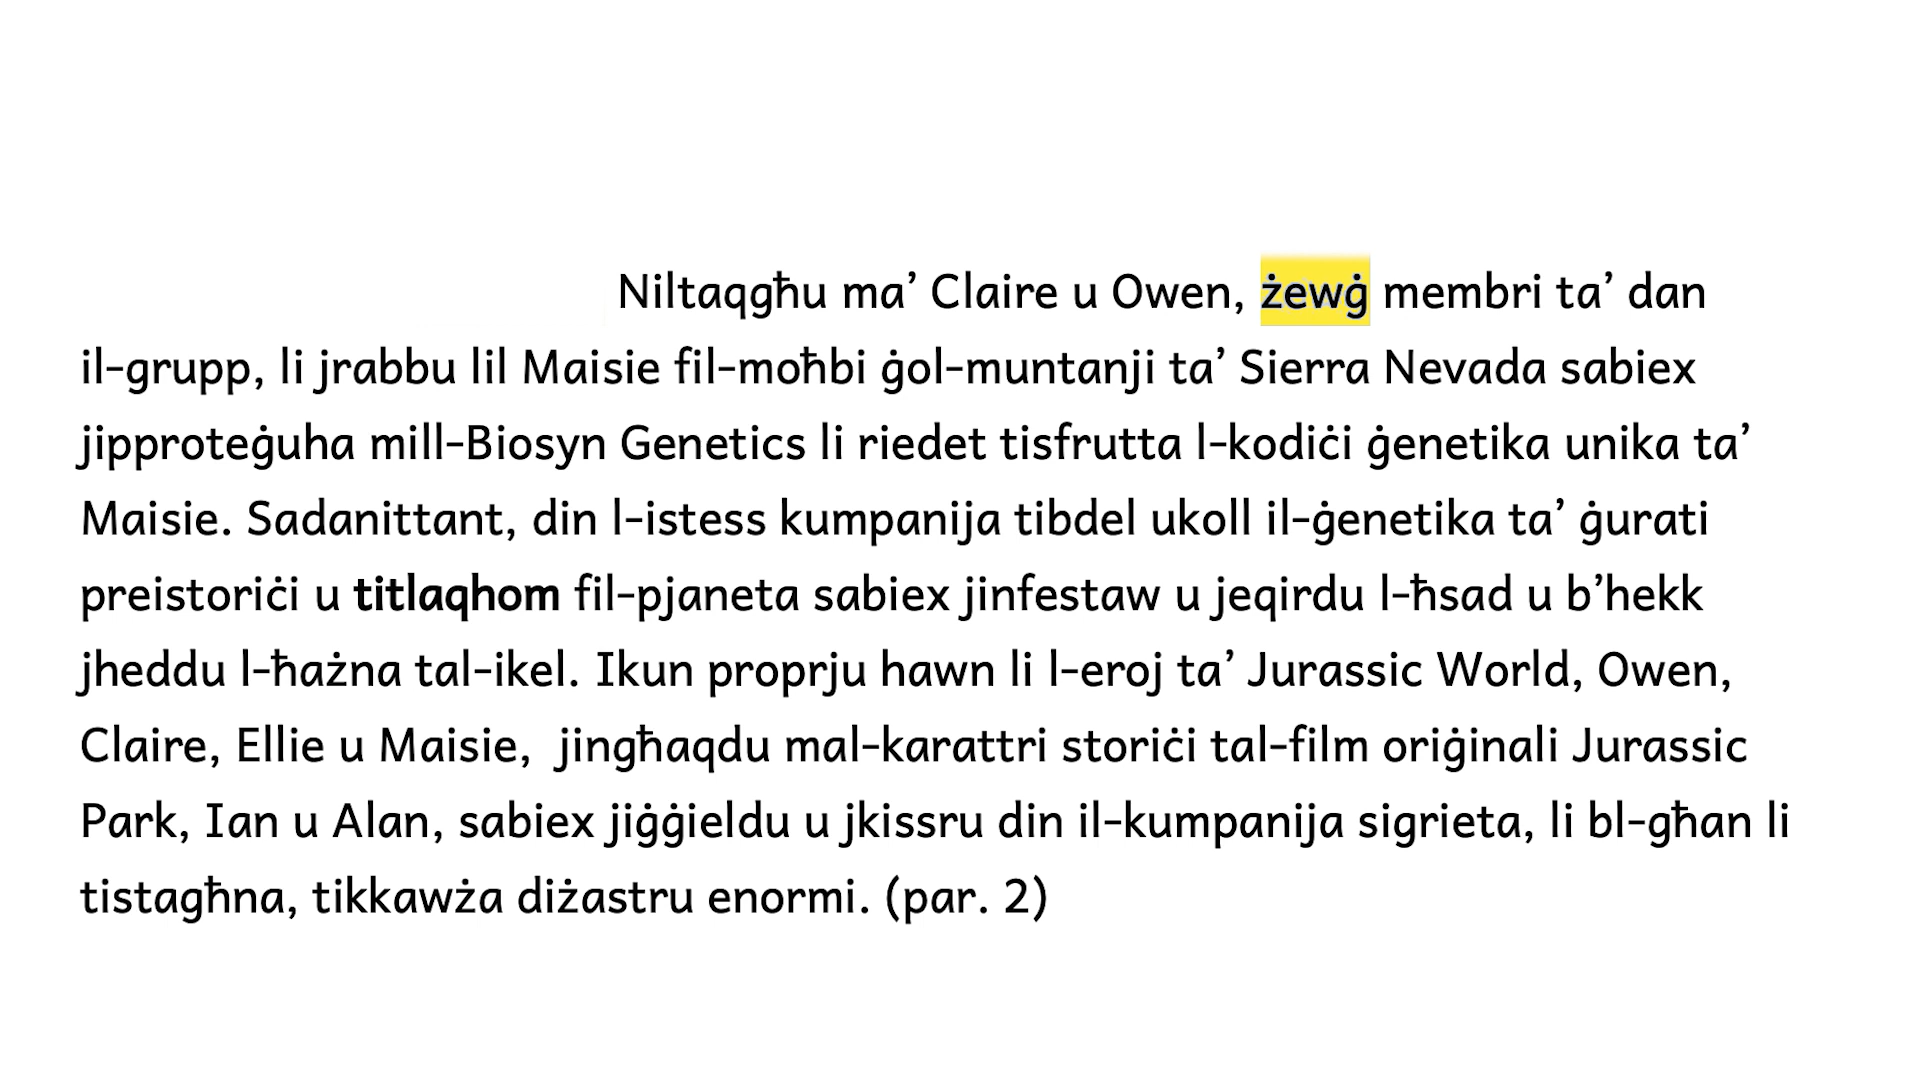 Niltaqgħu ma’ Claire u Owen, żewġ membri ta’ dan
il-grupp, li jrabbu lil Maisie fil-moħbi ġol-muntanji ta’ Sierra Nevada sabiex
jipproteġuha mill-Biosyn Genetics li riedet tisfrutta l-kodiċi ġenetika unika ta’
Maisie. Sadanittant, din l-istess kumpanija tibdel ukoll il-ġenetika ta’ ġurati
preistoriċi u titlaqhom fil-pjaneta sabiex jinfestaw u jeqirdu l-ħsad u b’hekk
jheddu l-ħażna tal-ikel. Ikun proprju hawn li l-eroj ta’ Jurassic World, Owen,
Claire, Ellie u Maisie,  jingħaqdu mal-karattri storiċi tal-film oriġinali Jurassic
Park, Ian u Alan, sabiex jiġġieldu u jkissru din il-kumpanija sigrieta, li bl-għan li
tistagħna, tikkawża diżastru enormi. (par. 2)